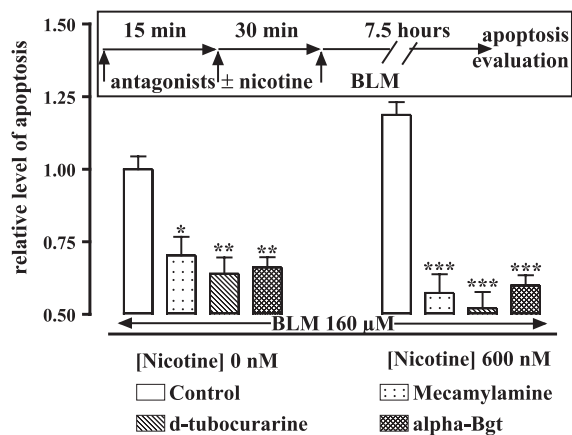 relative level of apoptosis
1.50
1.25
1.00
0.75
0.50
15 min 30 min 7.5 hours apoptosis
evaluation
antagonists ± nicotine BLM
*
**
**
***
***
***
BLM 160 µM
[Nicotine] 0 nM [Nicotine] 600 nM
Control Mecamylamine
d-tubocurarine alpha-Bgt